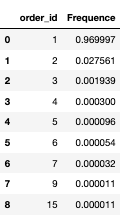 order_id Frequence
0 1 0.969997
1 2 0.027561
2 3 0.001939
3 4 0.000300
4 5 0.000096
5 6 0.000054
6 7 0.000032
7 9 0.000011
8 15 0.000011